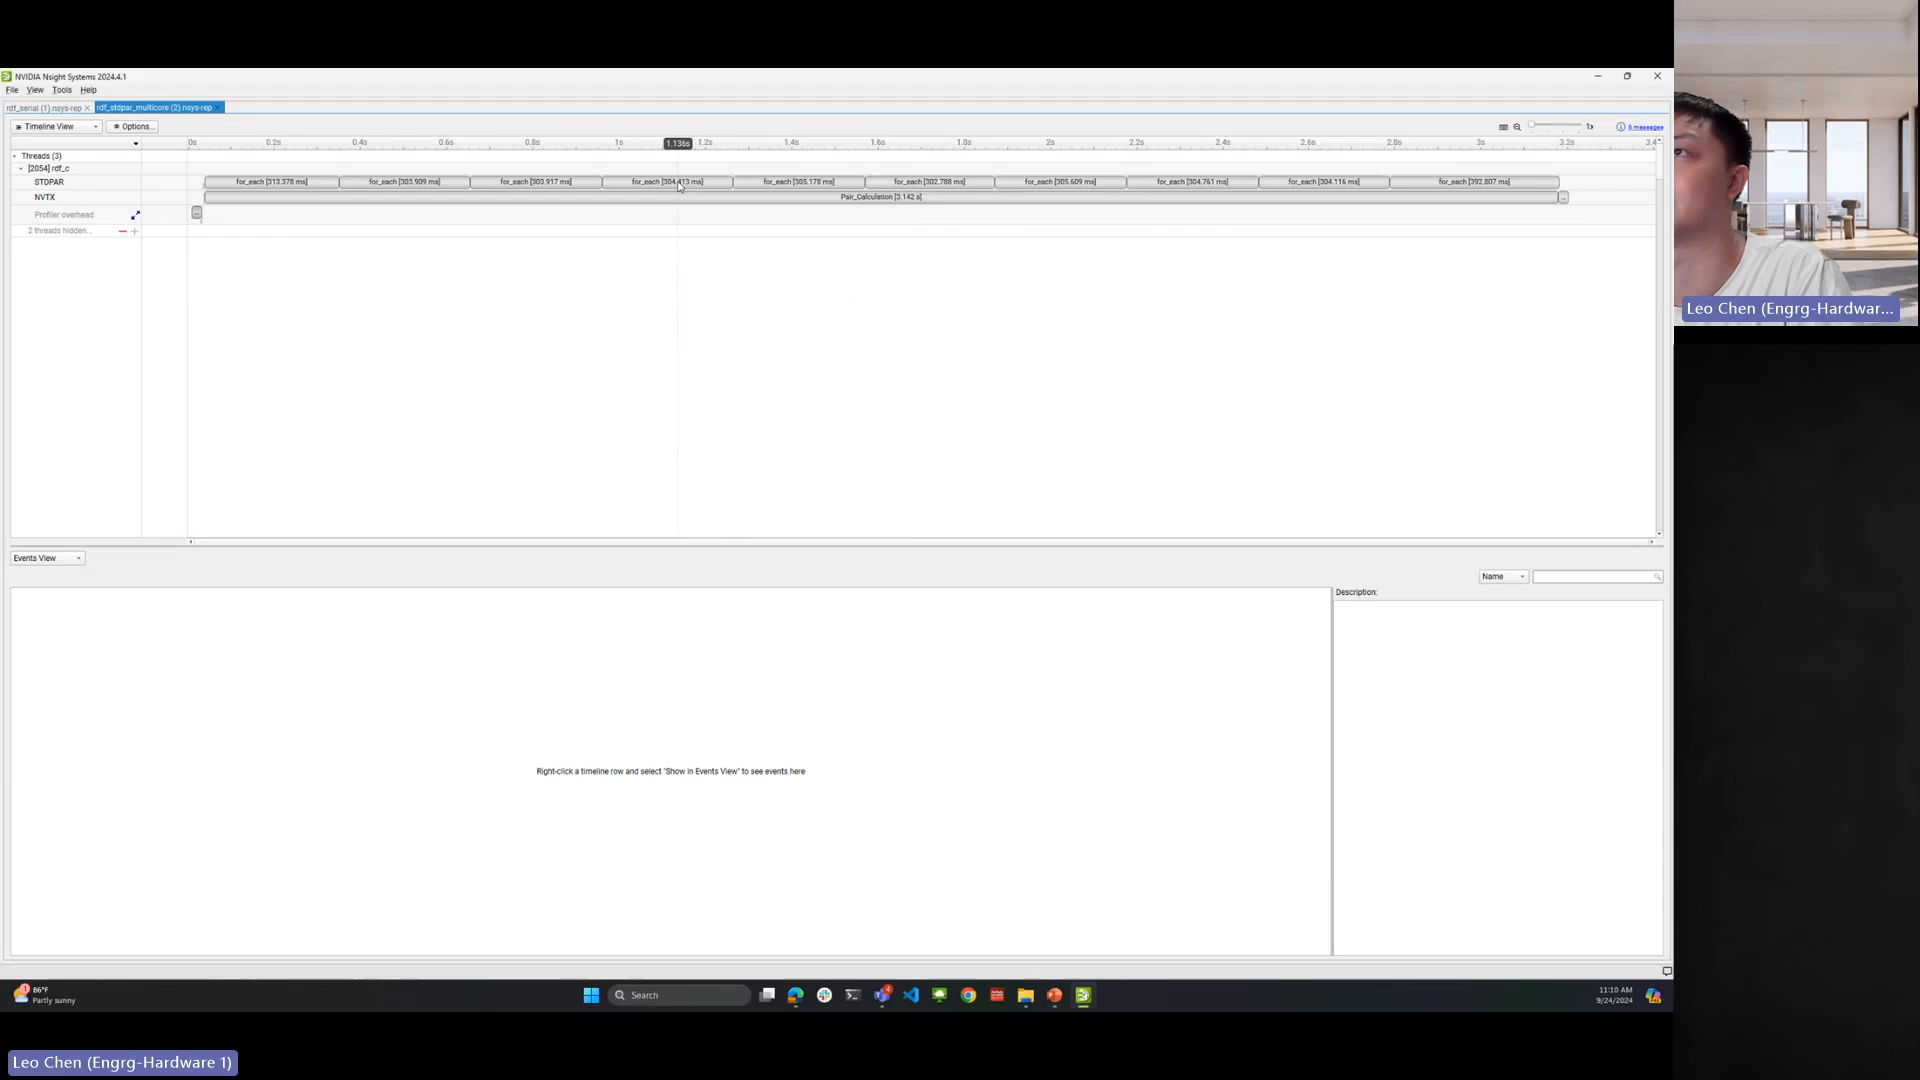 NVIDIA Nsight Systems 2024.4.1
File View Tools Help
rdf_serial (1).nsys-rep rdf_stdpar_multicore (2).nsys-rep
Timeline View Options...
1x 6 messages
0s 0.2s 0.4s 0.6s 0.8s 1s 1.136s 1.2s 1.4s 1.6s 1.8s 2s 2.2s 2.4s 2.6s 2.8s 3s 3.2s
Threads (3)
[2054] rdf_c
STDPAR for_each [313.378 ms] for_each [303.909 ms] for_each [303.917 ms] for_each [304.413 ms] for_each [305.178 ms] for_each [302.788 ms] for_each [305.609 ms] for_each [304.761 ms] for_each [304.116 ms] for_each [392.807 ms]
NVTX Pair_Calculation [3.142 s] ...
Profiler overhead ...
2 threads hidden...
Events View
Name
Description:
Right-click a timeline row and select "Show in Events View" to see events here
86°F
Partly sunny
Search
11:10 AM
9/24/2024
Leo Chen (Engrg-Hardwar...
Leo Chen (Engrg-Hardware 1)